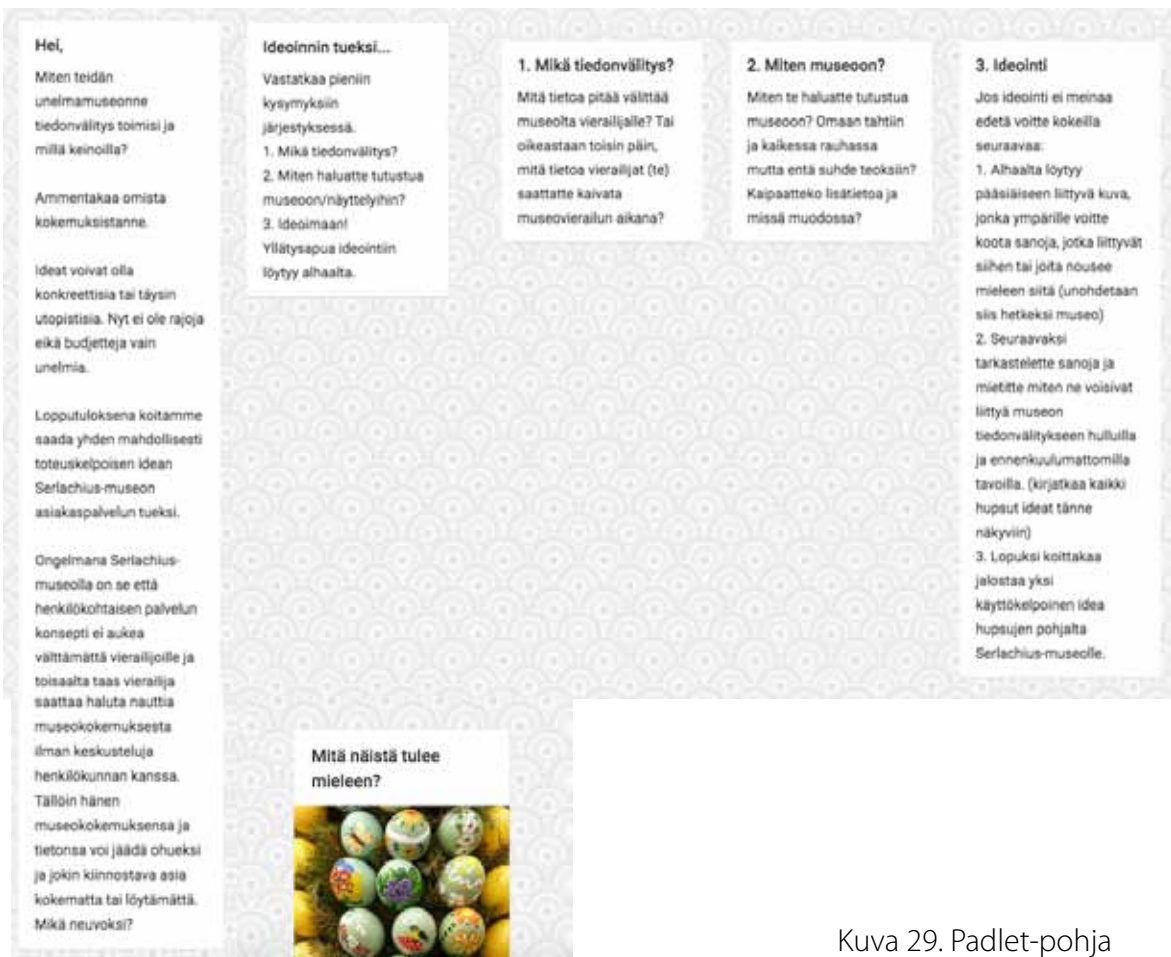 Hei,
Miten teidän
unelmamuseonne
tiedonvälitys toimisi ja
millä keinoilla?
Ammentakaa omista
kokemuksistanne.
Ideat voivat olla
konkreettisia tai täysin
utopistisia. Nyt ei ole rajoja
eikä budjetteja vain
unelmia.
Lopputuloksena koitamme
saada yhden mahdollisesti
toteuskelpoisen idean
Serlachius-museon
asiakaspalvelun tueksi.
Ongelmana Serlachius-
museolla on se että
henkilökohtaisen palvelun
konsepti ei aukea
välttämättä vierailijoille ja
toisaalta taas vierailija
saattaa haluta nauttia
museokokemuksesta
ilman keskusteluja
henkilökunnan kanssa.
Tällöin hänen
museokokemuksensa ja
tietonsa voi jäädä ohueksi
ja jokin kiinnostava asia
kokematta tai löytämättä.
Mikä neuvoksi?
Ideoinnin tueksi...
Vastatkaa pieniin
kysymyksiin
järjestyksessä.
1. Mikä tiedonvälitys?
2. Miten haluatte tutustua
museoon/näyttelyihin?
3. Ideoimaan!
Yllätysapua ideointiin
löytyy alhaalta.
1. Mikä tiedonvälitys?
Mitä tietoa pitää välittää
museolta vierailijalle? Tai
oikeastaan toisin päin,
mitä tietoa vierailijat (te)
saattatte kaivata
museovierailun aikana?
2. Miten museoon?
Miten te haluatte tutustua
museoon? Omaan tahtiin
ja kaikessa rauhassa
mutta entä suhde teoksiin?
Kaipaatteko lisätietoa ja
missä muodossa?
3. Ideointi
Jos ideointi ei meinaa
edetä voitte kokeilla
seuraavaa:
1. Alhaalta löytyy
pääsiäiseen liittyvä kuva,
jonka ympärille voitte
koota sanoja, jotka liittyvät
siihen tai joita nousee
mieleen siitä (unohdetaan
siis hetkeksi museo)
2. Seuraavaksi
tarkastelette sanoja ja
mietitte miten ne voisivat
liittyä museon
tiedonvälitykseen hulluilla
ja ennenkuulumattomilla
tavoilla. (kirjatkaa kaikki
hupsut ideat tänne
näkyviin)
3. Lopuksi koittakaa
jalostaa yksi
käyttökelpoinen idea
hupsujen pohjalta
Serlachius-museolle.
Mitä näistä tulee
mieleen?
Kuva 29. Padlet-pohja